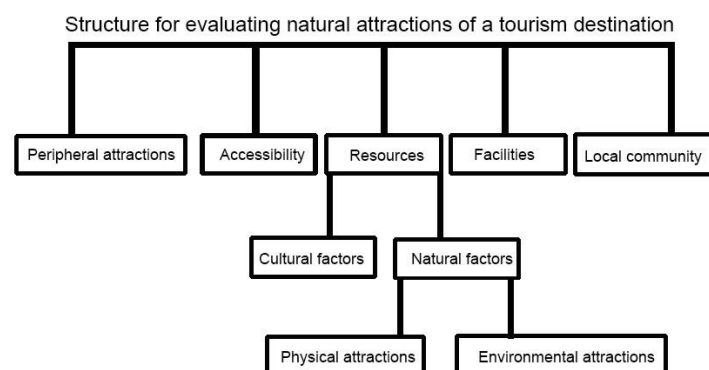 Structure for evaluating natural attractions of a tourism destination
Peripheral attractions
Accessibility
Resources
Facilities
Local community
Cultural factors
Natural factors
Physical attractions
Environmental attractions